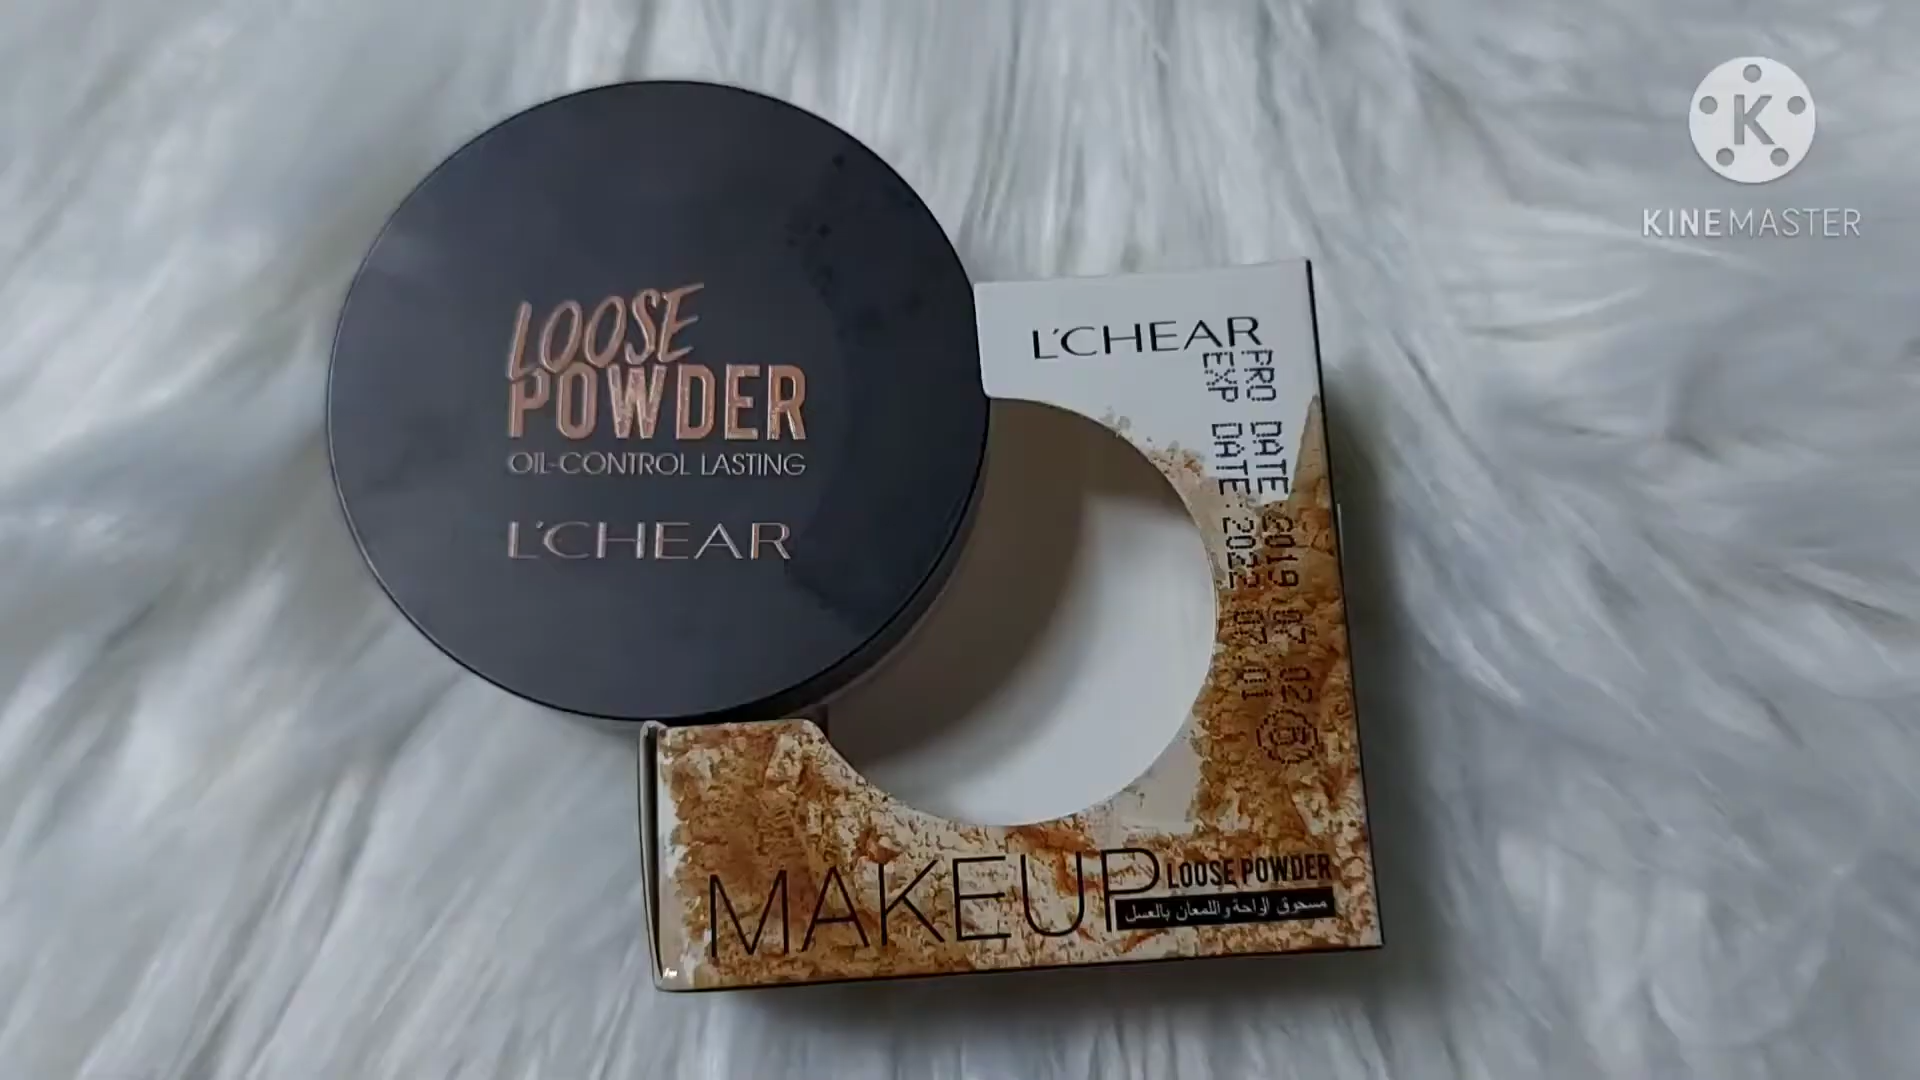 LOOSE
POWDER
OIL-CONTROL LASTING
L'CHEAR
L'CHEAR
PRO DATE: 2019/07/02
EXP DATE: 2022/07/01
MAKEUP
LOOSE POWDER
مسحوق الراحة واللمعان بالعسل
K
KINEMASTER